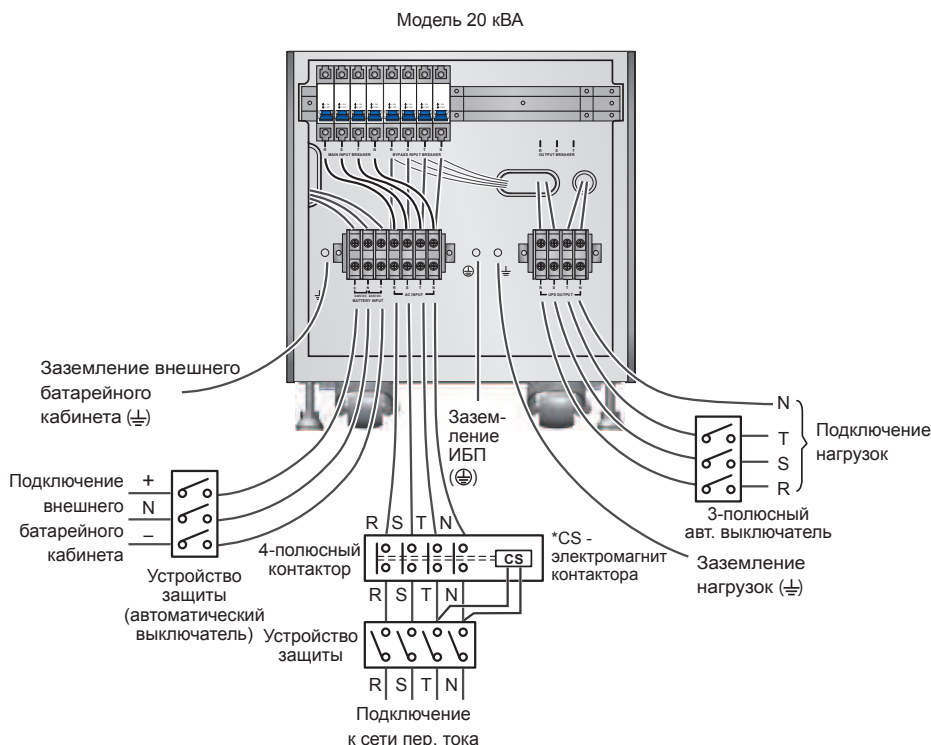 Модель 20 кВА
R S T N R S T N
MAIN INPUT BREAKER BYPASS INPUT BREAKER
R S T
OUTPUT BREAKER
R S T N
R S T N
AC INPUT
BATTERY INPUT
UPS OUTPUT
Заземление внешнего
батарейного
кабинета (⏚)
Зазем-
ление
ИБП
(⏚)
N
T
S
R
Подключение
нагрузок
3-полюсный
авт. выключатель
Заземление
нагрузок (⏚)
Подключение
внешнего
батарейного
кабинета
+
N
–
Устройство
защиты
(автоматический
выключатель)
R S T N
4-полюсный
контактор
CS
*CS -
электромагнит
контактора
R S T N
Устройство
защиты
R S T N
Подключение
к сети пер. тока